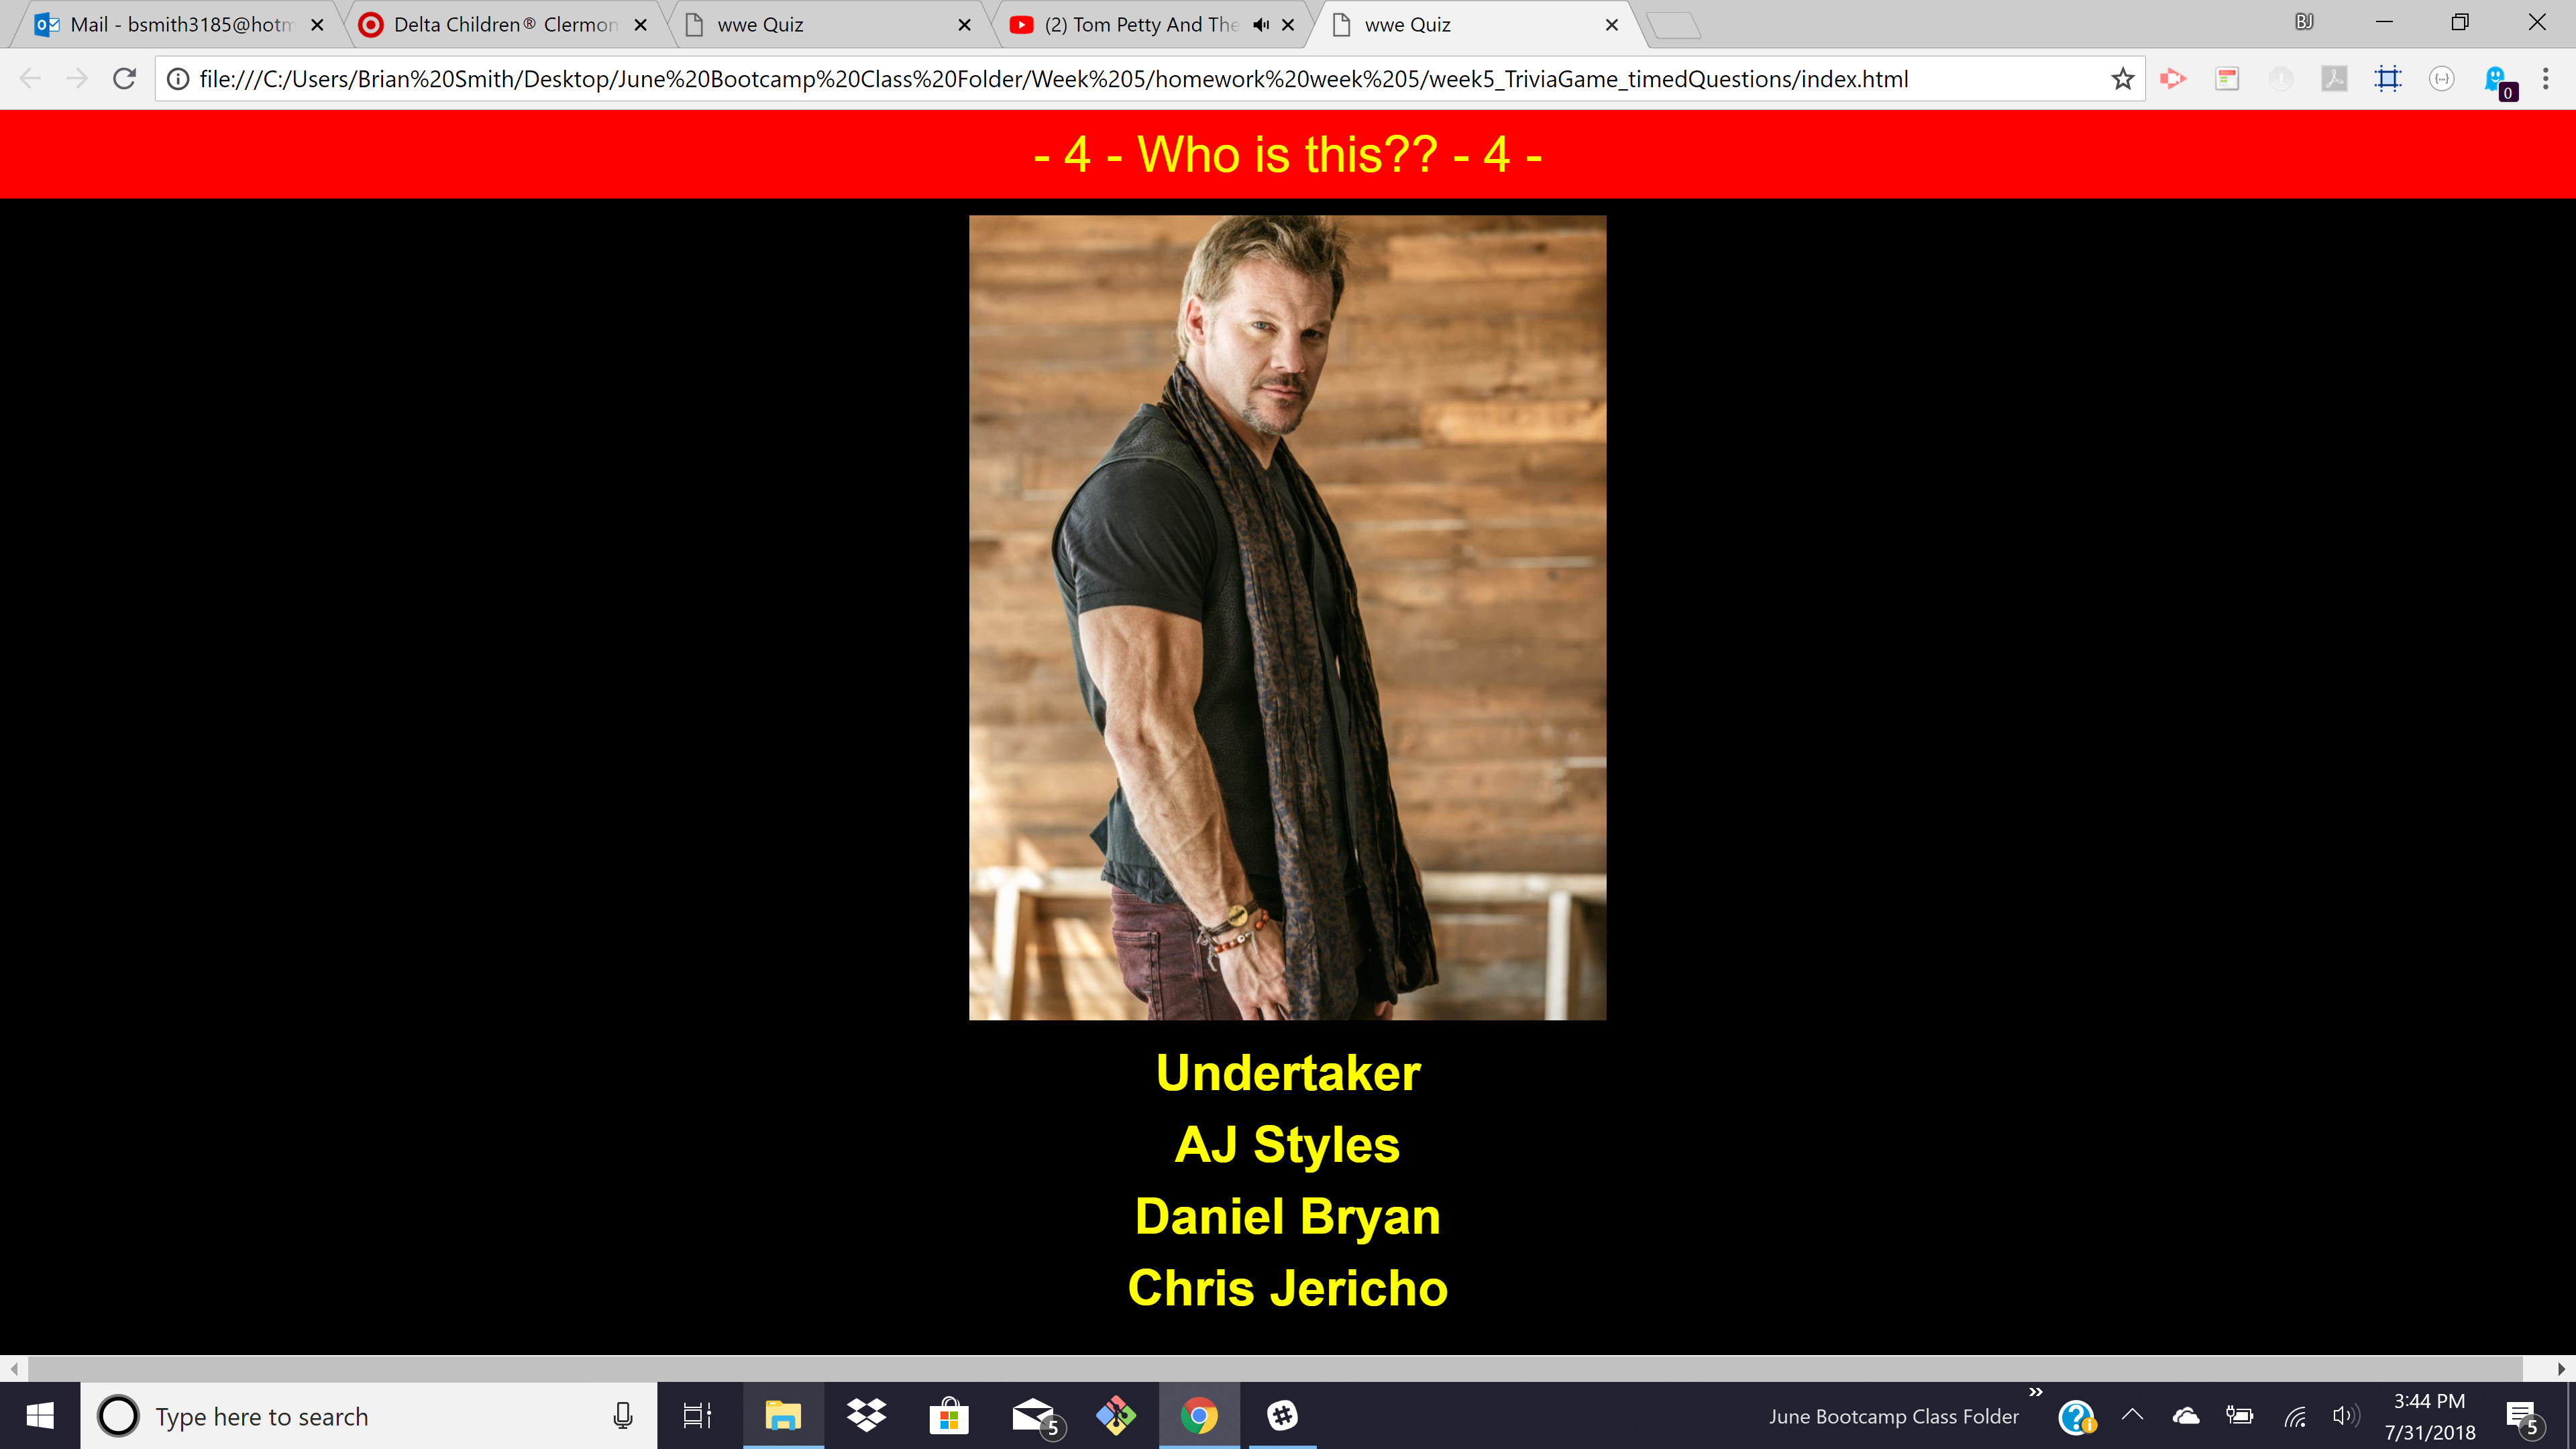 Mail - bsmith3185@hotm
Delta Children® Clermon
wwe Quiz
(2) Tom Petty And The
wwe Quiz
BJ
file:///C:/Users/Brian%20Smith/Desktop/June%20Bootcamp%20Class%20Folder/Week%205/homework%20week%205/week5_TriviaGame_timedQuestions/index.html
0
- 4 - Who is this?? - 4 -
Undertaker
AJ Styles
Daniel Bryan
Chris Jericho
Type here to search
5
June Bootcamp Class Folder
3:44 PM
7/31/2018
5